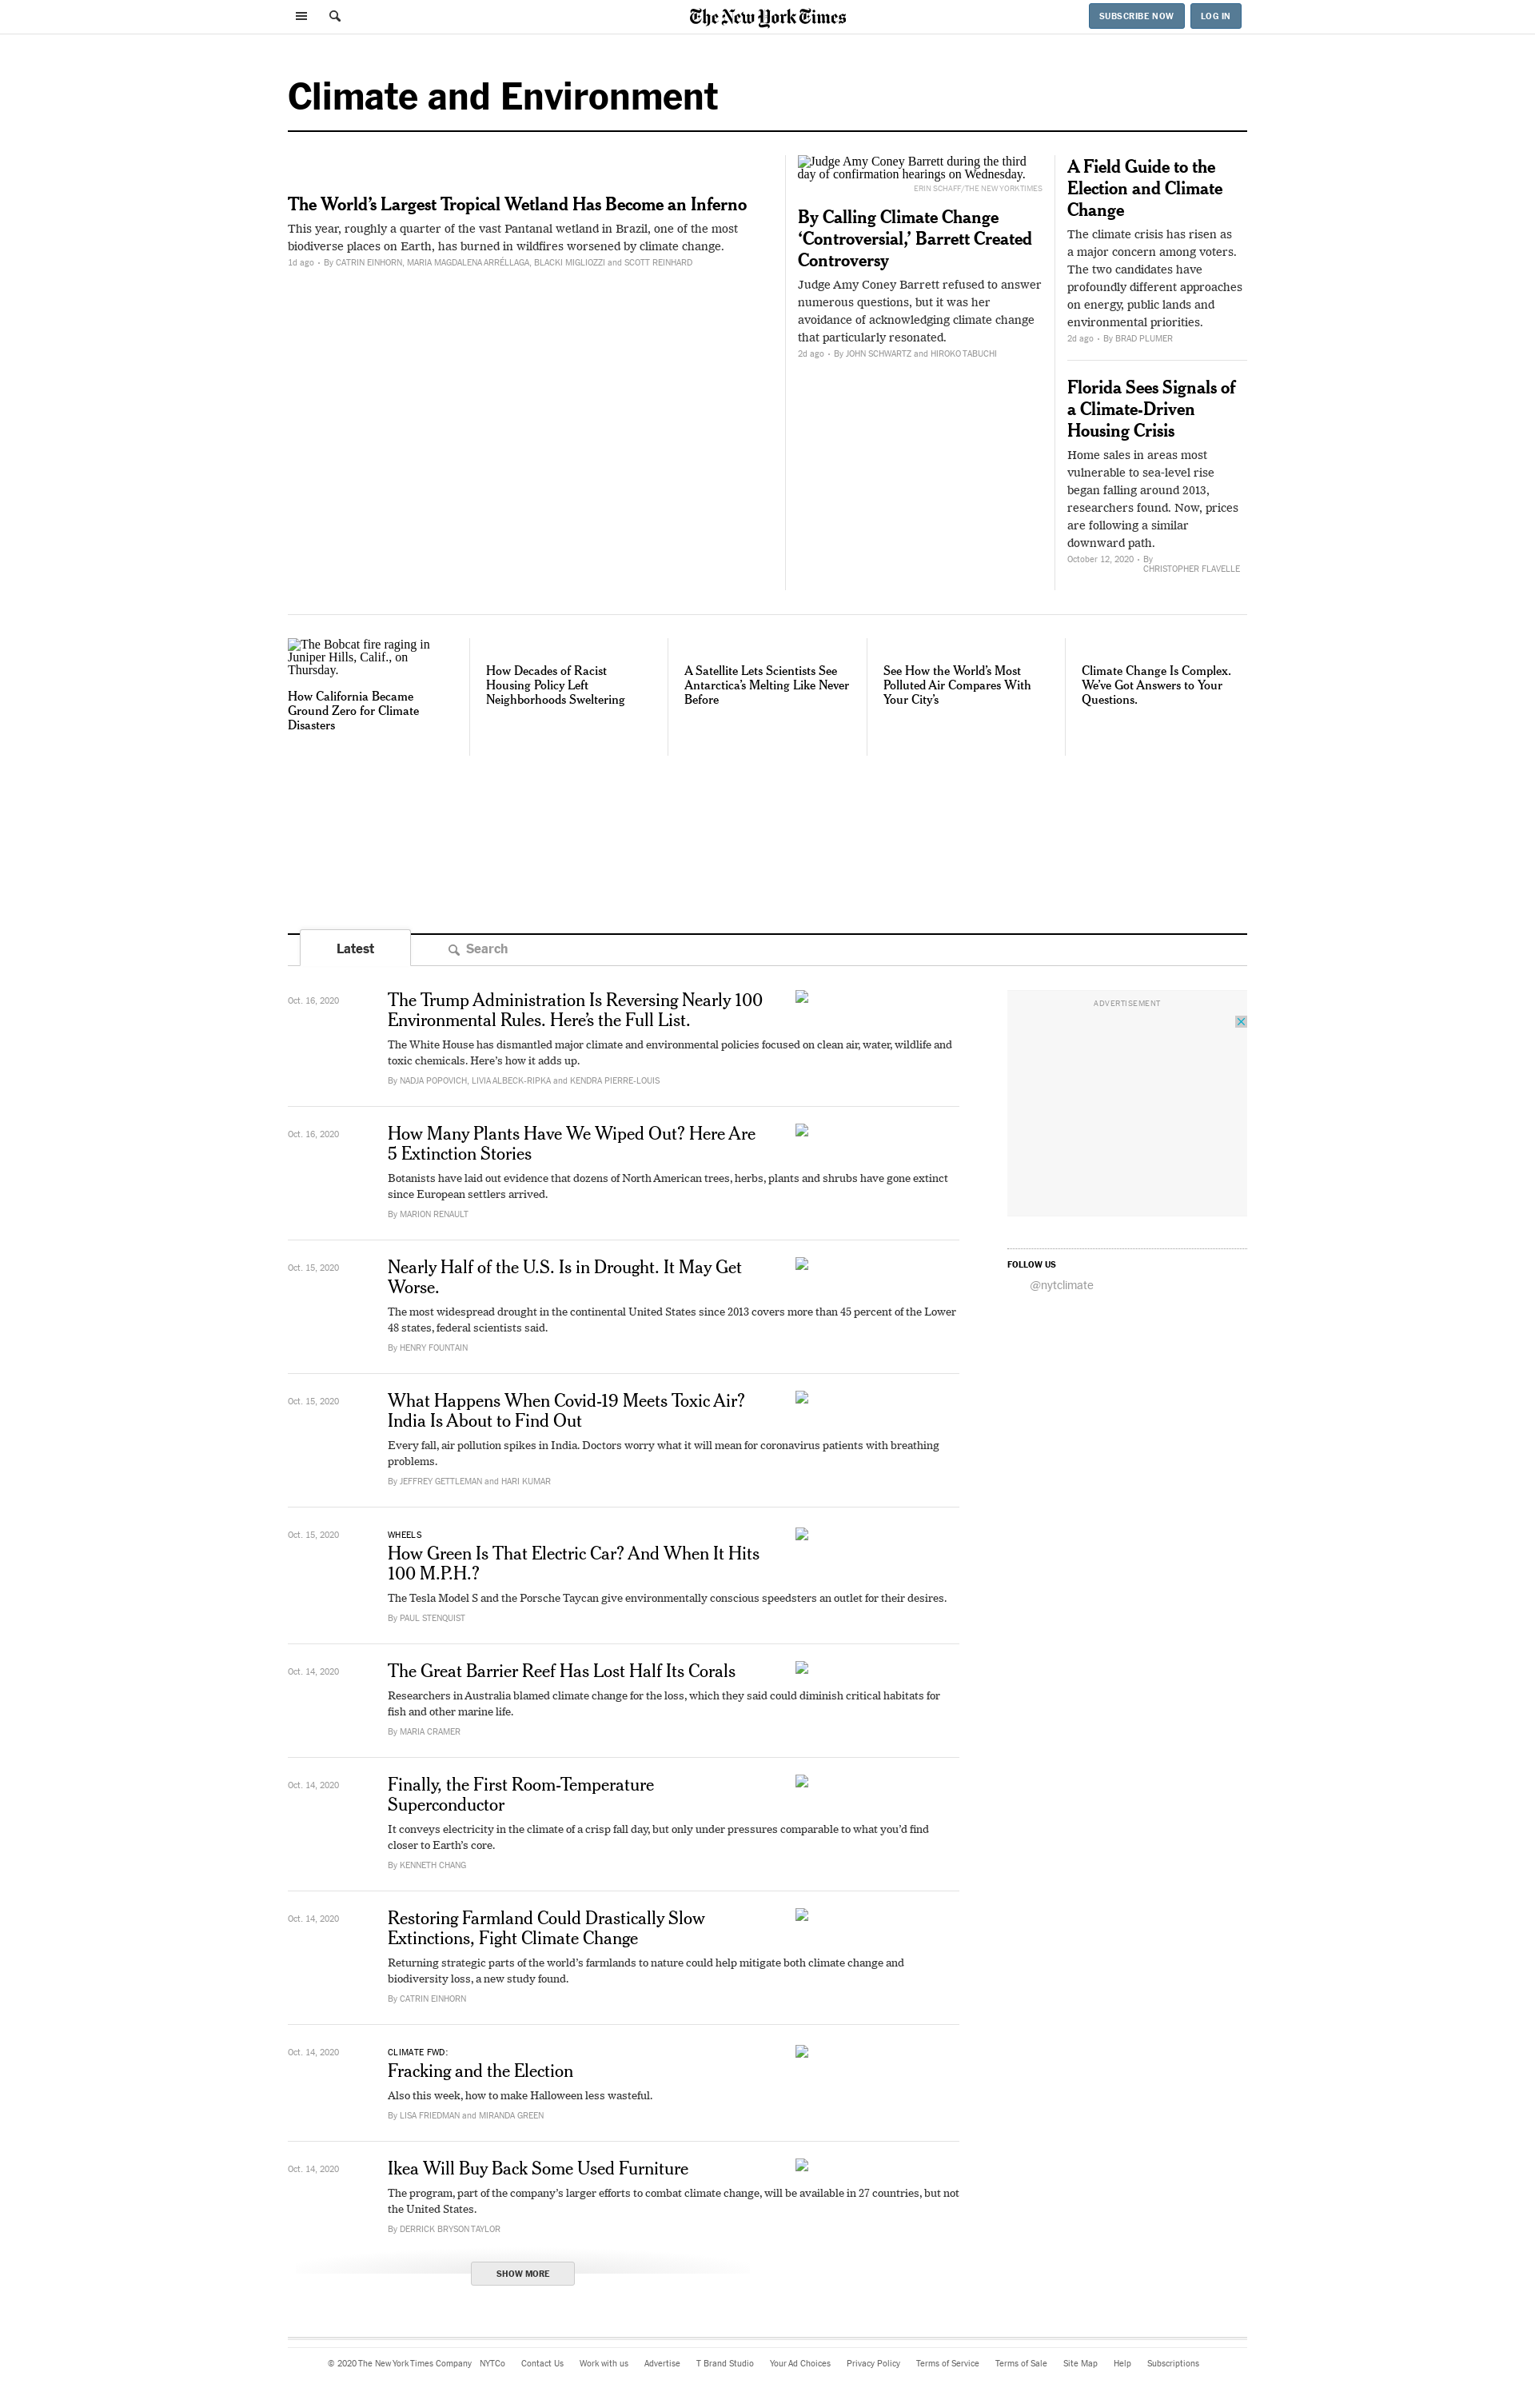 The New York Times
SUBSCRIBE NOW
LOG IN
Climate and Environment
The World’s Largest Tropical Wetland Has Become an Inferno
This year, roughly a quarter of the vast Pantanal wetland in Brazil, one of the most
biodiverse places on Earth, has burned in wildfires worsened by climate change.
1d ago • By CATRIN EINHORN, MARIA MAGDALENA ARRÉLLAGA, BLACKI MIGLIOZZI and SCOTT REINHARD
Judge Amy Coney Barrett during the third
day of confirmation hearings on Wednesday.
ERIN SCHAFF/THE NEW YORK TIMES
By Calling Climate Change
‘Controversial,’ Barrett Created
Controversy
Judge Amy Coney Barrett refused to answer
numerous questions, but it was her
avoidance of acknowledging climate change
that particularly resonated.
2d ago • By JOHN SCHWARTZ and HIROKO TABUCHI
A Field Guide to the
Election and Climate
Change
The climate crisis has risen as
a major concern among voters.
The two candidates have
profoundly different approaches
on energy, public lands and
environmental priorities.
2d ago • By BRAD PLUMER
Florida Sees Signals of
a Climate-Driven
Housing Crisis
Home sales in areas most
vulnerable to sea-level rise
began falling around 2013,
researchers found. Now, prices
are following a similar
downward path.
October 12, 2020 • By
CHRISTOPHER FLAVELLE
The Bobcat fire raging in
Juniper Hills, Calif., on
Thursday.
How California Became
Ground Zero for Climate
Disasters
How Decades of Racist
Housing Policy Left
Neighborhoods Sweltering
A Satellite Lets Scientists See
Antarctica’s Melting Like Never
Before
See How the World’s Most
Polluted Air Compares With
Your City’s
Climate Change Is Complex.
We’ve Got Answers to Your
Questions.
Latest
Search
Oct. 16, 2020
The Trump Administration Is Reversing Nearly 100
Environmental Rules. Here’s the Full List.
The White House has dismantled major climate and environmental policies focused on clean air, water, wildlife and
toxic chemicals. Here’s how it adds up.
By NADJA POPOVICH, LIVIA ALBECK-RIPKA and KENDRA PIERRE-LOUIS
ADVERTISEMENT
Oct. 16, 2020
How Many Plants Have We Wiped Out? Here Are
5 Extinction Stories
Botanists have laid out evidence that dozens of North American trees, herbs, plants and shrubs have gone extinct
since European settlers arrived.
By MARION RENAULT
FOLLOW US
@nytclimate
Oct. 15, 2020
Nearly Half of the U.S. Is in Drought. It May Get
Worse.
The most widespread drought in the continental United States since 2013 covers more than 45 percent of the Lower
48 states, federal scientists said.
By HENRY FOUNTAIN
Oct. 15, 2020
What Happens When Covid-19 Meets Toxic Air?
India Is About to Find Out
Every fall, air pollution spikes in India. Doctors worry what it will mean for coronavirus patients with breathing
problems.
By JEFFREY GETTLEMAN and HARI KUMAR
Oct. 15, 2020
WHEELS
How Green Is That Electric Car? And When It Hits
100 M.P.H.?
The Tesla Model S and the Porsche Taycan give environmentally conscious speedsters an outlet for their desires.
By PAUL STENQUIST
Oct. 14, 2020
The Great Barrier Reef Has Lost Half Its Corals
Researchers in Australia blamed climate change for the loss, which they said could diminish critical habitats for
fish and other marine life.
By MARIA CRAMER
Oct. 14, 2020
Finally, the First Room-Temperature
Superconductor
It conveys electricity in the climate of a crisp fall day, but only under pressures comparable to what you’d find
closer to Earth’s core.
By KENNETH CHANG
Oct. 14, 2020
Restoring Farmland Could Drastically Slow
Extinctions, Fight Climate Change
Returning strategic parts of the world’s farmlands to nature could help mitigate both climate change and
biodiversity loss, a new study found.
By CATRIN EINHORN
Oct. 14, 2020
CLIMATE FWD:
Fracking and the Election
Also this week, how to make Halloween less wasteful.
By LISA FRIEDMAN and MIRANDA GREEN
Oct. 14, 2020
Ikea Will Buy Back Some Used Furniture
The program, part of the company’s larger efforts to combat climate change, will be available in 27 countries, but not
the United States.
By DERRICK BRYSON TAYLOR
SHOW MORE
© 2020 The New York Times Company NYTCo Contact Us Work with us Advertise T Brand Studio Your Ad Choices Privacy Policy Terms of Service Terms of Sale Site Map Help Subscriptions